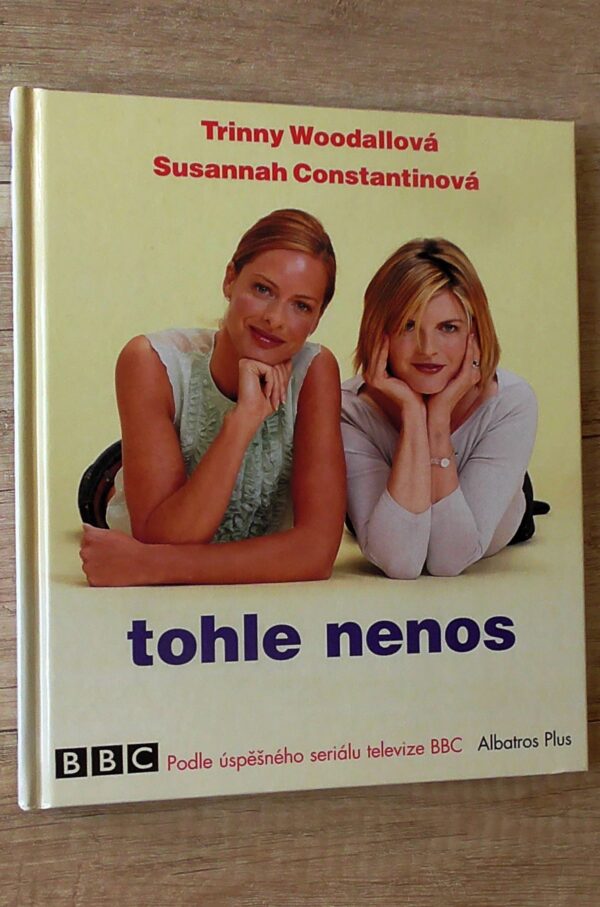 Trinny Woodallová
Susannah Constantinová
tohle nenos
BBC Podle úspěšného seriálu televize BBC Albatros Plus